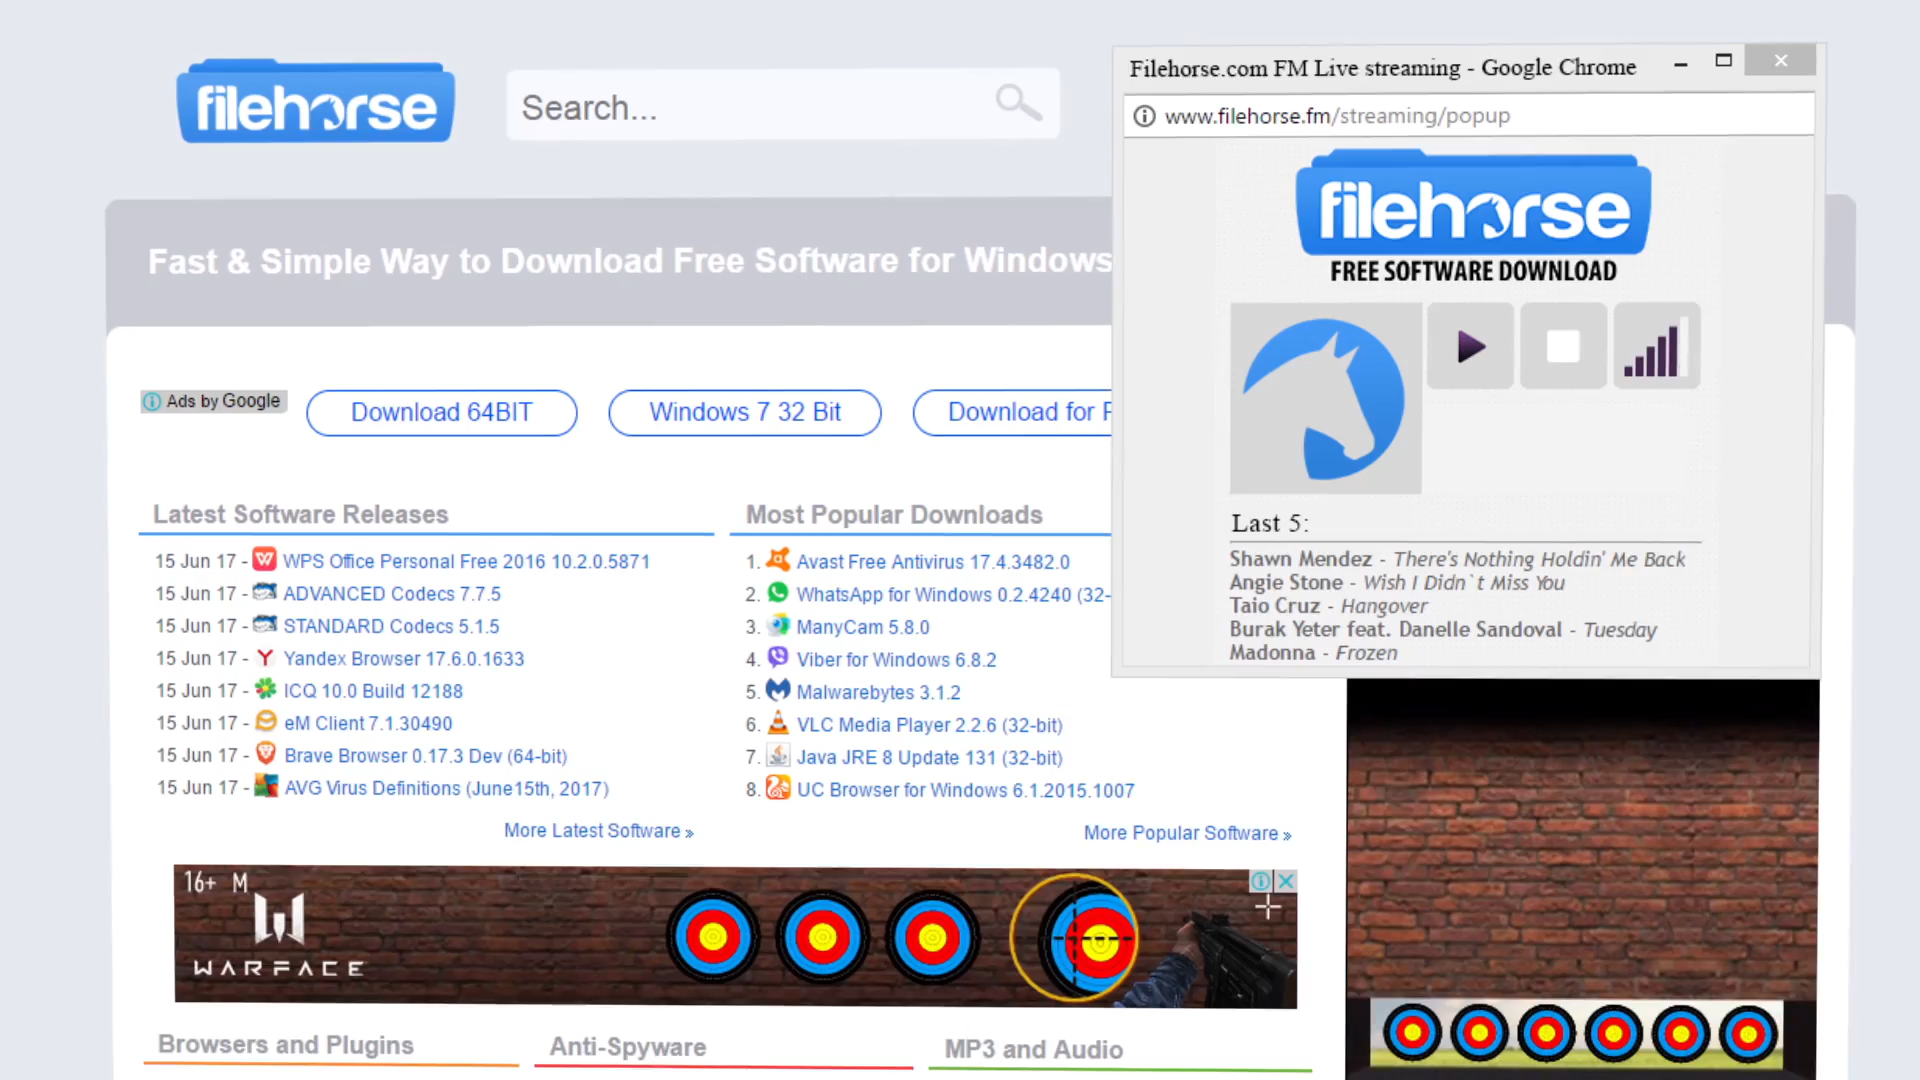 filehorse
Search...
Fast & Simple Way to Download Free Software for Windows
Ads by Google
Download 64BIT
Windows 7 32 Bit
Download for
Latest Software Releases
15 Jun 17 - WPS Office Personal Free 2016 10.2.0.5871
15 Jun 17 - ADVANCED Codecs 7.7.5
15 Jun 17 - STANDARD Codecs 5.1.5
15 Jun 17 - Yandex Browser 17.6.0.1633
15 Jun 17 - ICQ 10.0 Build 12188
15 Jun 17 - eM Client 7.1.30490
15 Jun 17 - Brave Browser 0.17.3 Dev (64-bit)
15 Jun 17 - AVG Virus Definitions (June15th, 2017)
More Latest Software »
Most Popular Downloads
1. Avast Free Antivirus 17.4.3482.0
2. WhatsApp for Windows 0.2.4240 (32-
3. ManyCam 5.8.0
4. Viber for Windows 6.8.2
5. Malwarebytes 3.1.2
6. VLC Media Player 2.2.6 (32-bit)
7. Java JRE 8 Update 131 (32-bit)
8. UC Browser for Windows 6.1.2015.1007
More Popular Software »
Filehorse.com FM Live streaming - Google Chrome
www.filehorse.fm/streaming/popup
filehorse
FREE SOFTWARE DOWNLOAD
Last 5:
Shawn Mendez - There's Nothing Holdin' Me Back
Angie Stone - Wish I Didn`t Miss You
Taio Cruz - Hangover
Burak Yeter feat. Danelle Sandoval - Tuesday
Madonna - Frozen
16+ M
WARFACE
Browsers and Plugins
Anti-Spyware
MP3 and Audio